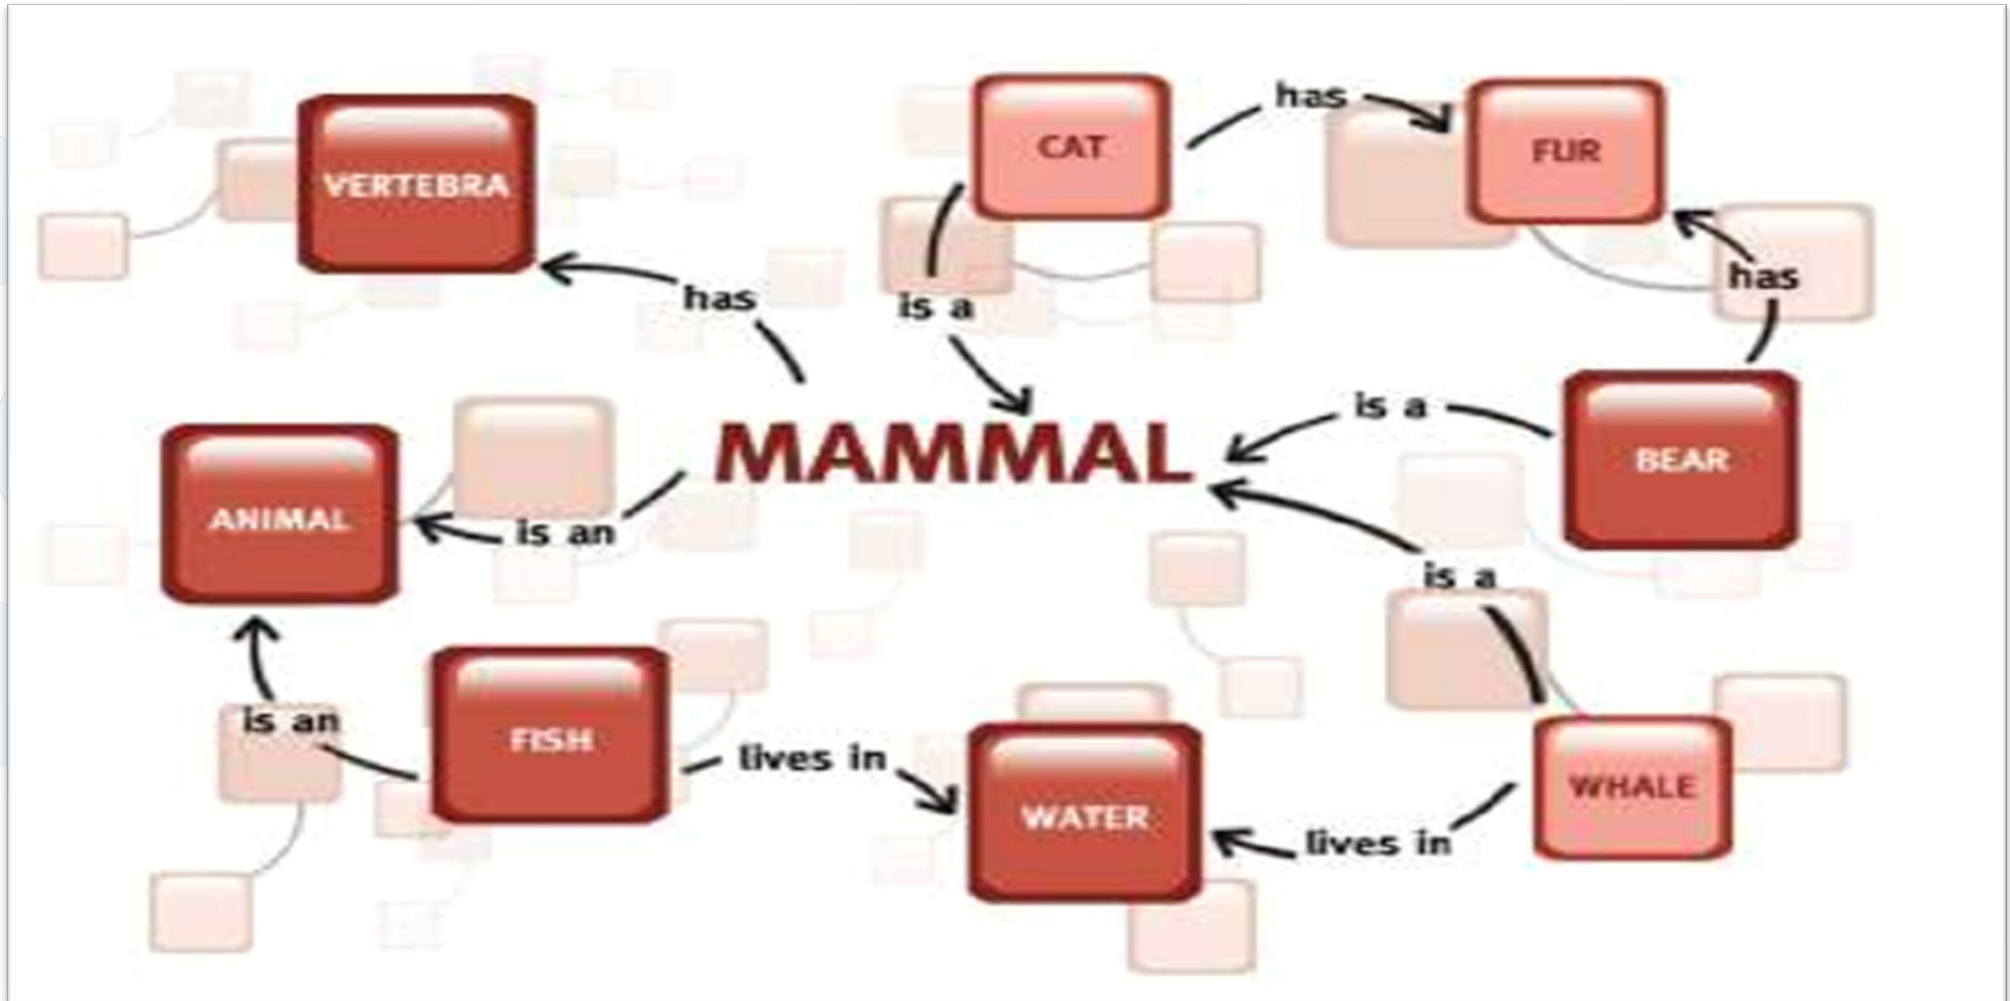 VERTEBRA
CAT
has
FUR
has
has
is a
is a
BEAR
MAMMAL
ANIMAL
is an
is a
is an
FISH
lives in
WATER
WHALE
lives in